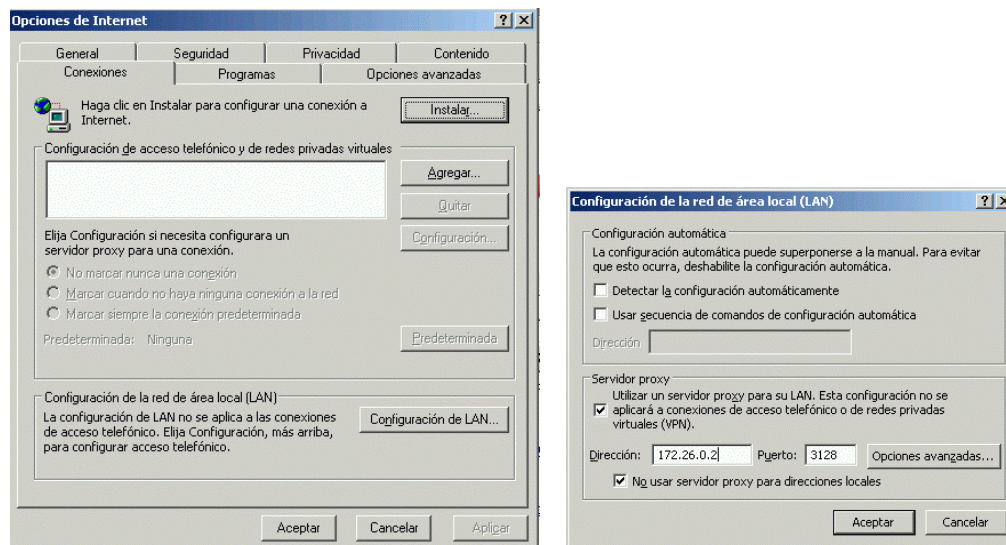 Opciones de Internet
General Seguridad Privacidad Contenido
Conexiones Programas Opciones avanzadas
Haga clic en Instalar para configurar una conexión a
Internet.
Instalar...
Configuración de acceso telefónico y de redes privadas virtuales
Agregar...
Quitar
Configuración...
Elija Configuración si necesita configurara un
servidor proxy para una conexión.
No marcar nunca una conexión
Marcar cuando no haya ninguna conexión a la red
Marcar siempre la conexión predeterminada
Predeterminada: Ninguna
Predeterminada
Configuración de la red de área local (LAN)
La configuración de LAN no se aplica a las conexiones
de acceso telefónico. Elija Configuración, más arriba,
para configurar acceso telefónico.
Configuración de LAN...
Aceptar Cancelar Aplicar
Configuración de la red de área local (LAN)
Configuración automática
La configuración automática puede superponerse a la manual. Para evitar
que esto ocurra, deshabilite la configuración automática.
Detectar la configuración automáticamente
Usar secuencia de comandos de configuración automática
Dirección
Servidor proxy
Utilizar un servidor proxy para su LAN. Esta configuración no se
aplicará a conexiones de acceso telefónico o de redes privadas
virtuales (VPN).
Dirección: 172.26.0.2 Puerto: 3128 Opciones avanzadas...
No usar servidor proxy para direcciones locales
Aceptar Cancelar